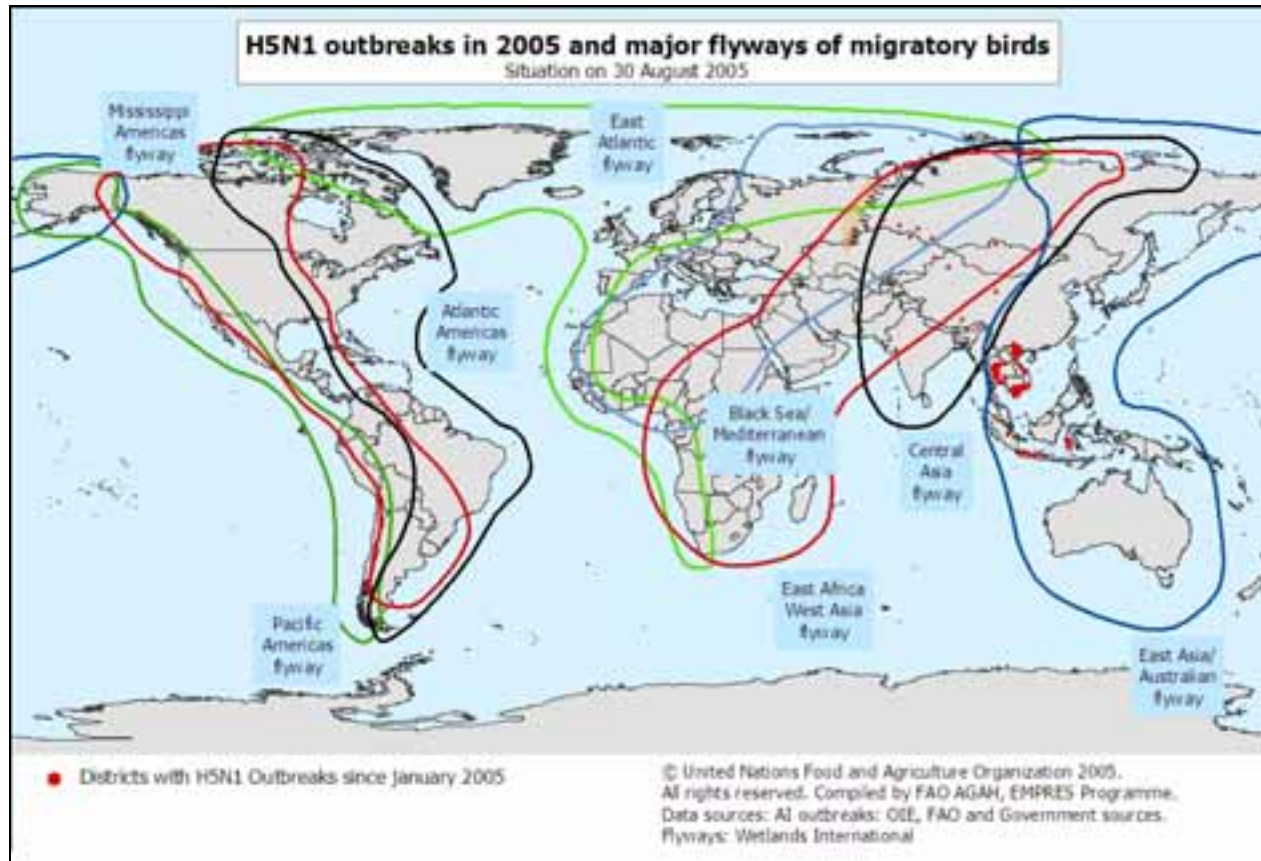 H5N1 outbreaks in 2005 and major flyways of migratory birds
Situation on 30 August 2005
Mississippi
Americas
flyway
East
Atlantic
flyway
Atlantic
Americas
flyway
Black Sea/
Mediterranean
flyway
Central
Asia
flyway
East Africa
West Asia
flyway
Pacific
Americas
flyway
East Asia/
Australian
flyway
Districts with H5N1 Outbreaks since January 2005
© United Nations Food and Agriculture Organization 2005.
All rights reserved. Compiled by FAO AGAH, EMPRES Programme.
Data sources: AI outbreaks: OIE, FAO and Government sources.
Flyways: Wetlands International